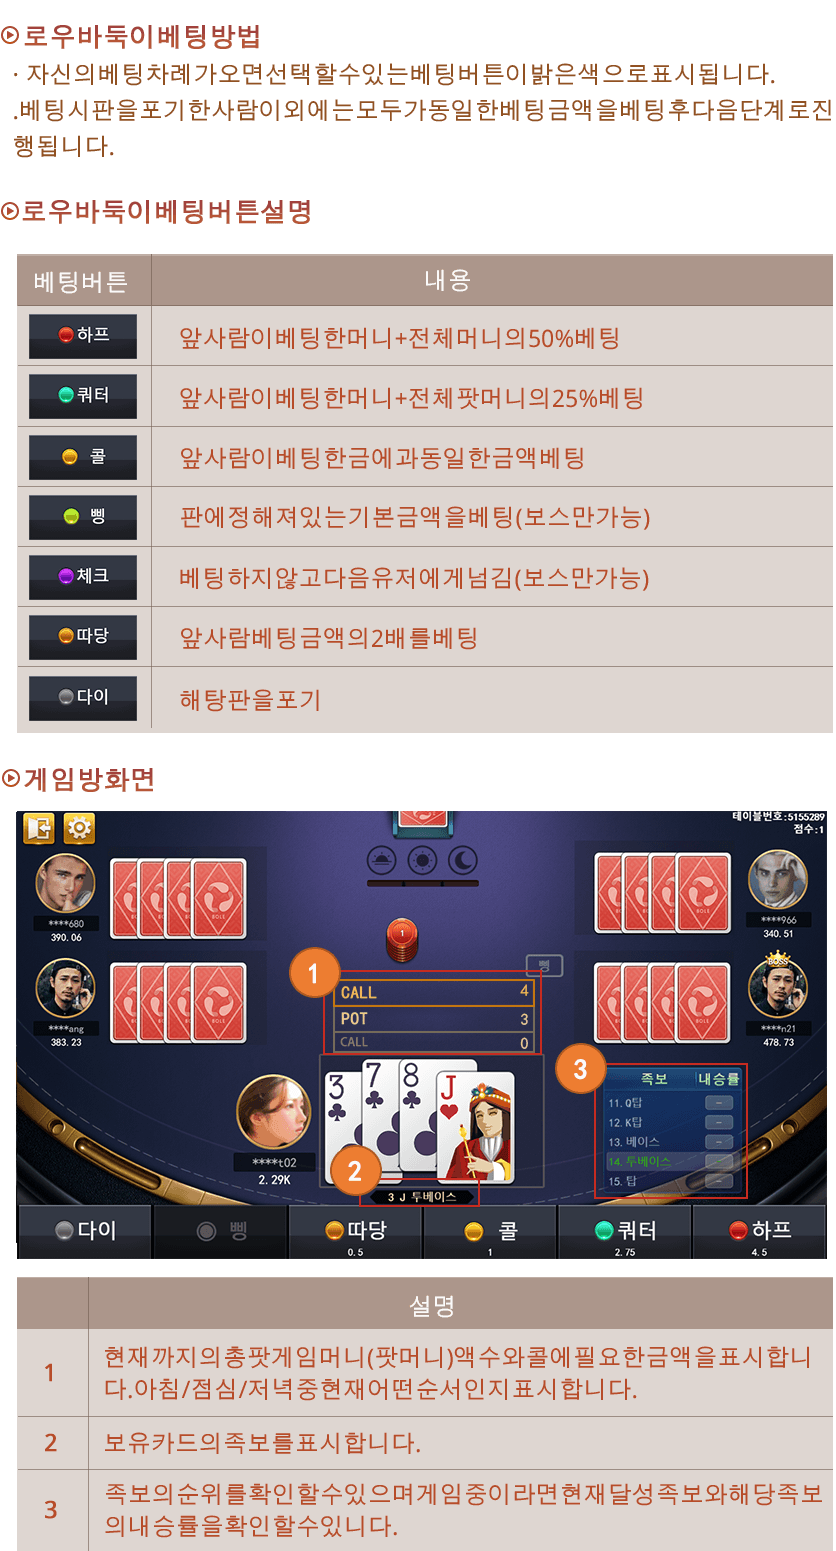 로우바둑이베팅방법
· 자신의베팅차례가오면선택할수있는베팅버튼이밝은색으로표시됩니다.
.베팅시판을포기한사람이외에는모두가동일한베팅금액을베팅후다음단계로진
행됩니다.
로우바둑이베팅버튼설명
베팅버튼 내용
하프 앞사람이베팅한머니+전체머니의50%베팅
쿼터 앞사람이베팅한머니+전체팟머니의25%베팅
콜 앞사람이베팅한금에과동일한금액베팅
삥 판에정해져있는기본금액을베팅(보스만가능)
체크 베팅하지않고다음유저에게넘김(보스만가능)
따당 앞사람베팅금액의2배를베팅
다이 해탕판을포기
게임방화면
테이블번호:5155289
점수:1
BOLE BOLE
****680
390.06
****966
340.51
1
1
삥
BOSS
CALL 4
POT 3
CALL 0
BOLE BOLE
****ang
383.23
****n21
478.73
3
족보 내승률
11. Q탑 -
12. K탑 -
13. 베이스 -
14. 투베이스 -
15. 탑 -
3 7 8 J
****t02
2.29K
2
3 J 투베이스
다이 삥 따당 콜 쿼터 하프
0.5 1 2.75 4.5
설명
1 현재까지의총팟게임머니(팟머니)액수와콜에필요한금액을표시합니
다.아침/점심/저녁중현재어떤순서인지표시합니다.
2 보유카드의족보를표시합니다.
3 족보의순위를확인할수있으며게임중이라면현재달성족보와해당족보
의내승률을확인할수있니다.